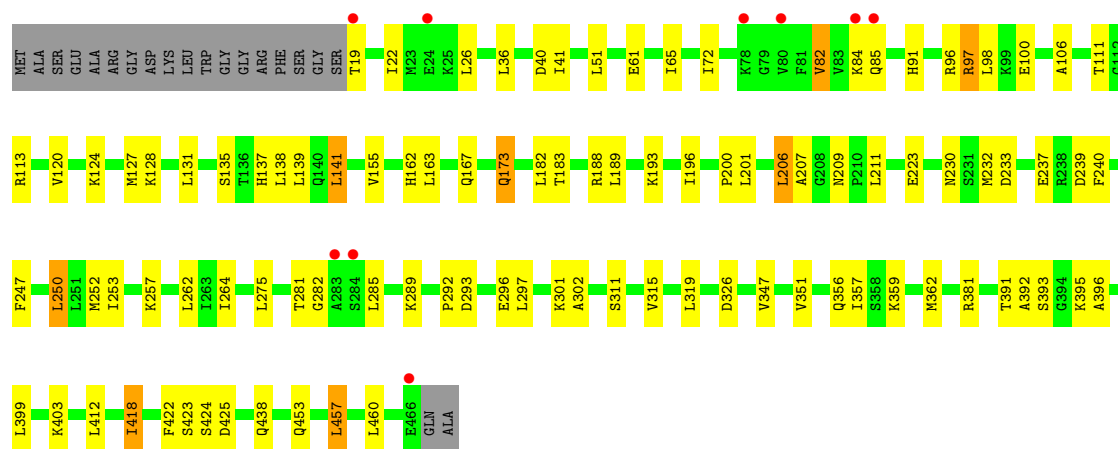 MET ALA SER GLU ALA ARG GLY ASP LYS LEU TRP GLY GLY ARG PHE SER GLY SER T19 I22 M23 E24 K25 L26 L36 D40 I41 L51 E61 I65 I72 K78 G79 V80 F81 V82 V83 K84 Q85 H91 R96 R97 L98 K99 E100 A106 T111 G112
R113 V120 K124 M127 K128 L131 S135 T136 H137 L138 L139 Q140 L141 V155 H162 L163 Q167 Q173 L182 T183 R188 L189 K193 I196 P200 L201 L206 A207 G208 N209 P210 L211 E223 N230 S231 M232 D233 E237 R238 D239 F240
F247 L250 L251 M252 I253 K257 L262 I263 I264 L275 T281 G282 A283 S284 L285 K289 P292 D293 E296 L297 K301 A302 S311 V315 L319 D326 V347 V351 Q356 I357 S358 K359 M362 R381 T391 A392 S393 G394 K395 A396
L399 K403 L412 I418 F422 S423 S424 D425 Q438 Q453 L457 L460 E466 GLN ALA